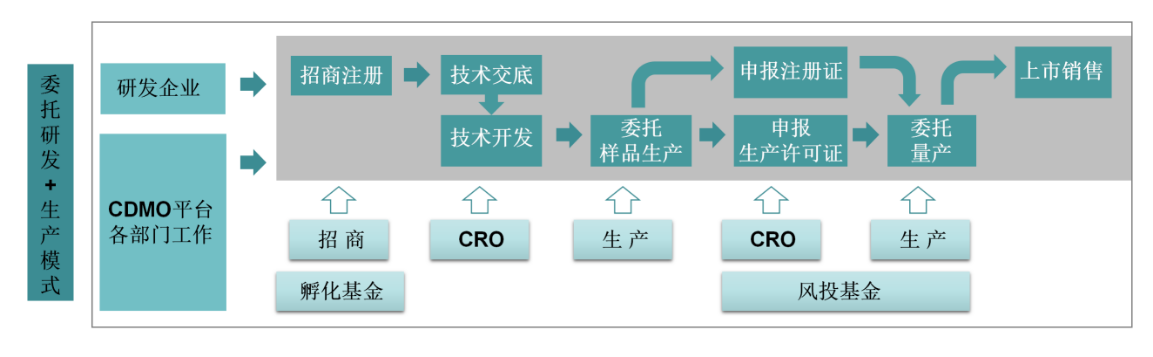 委托研发+生产模式
研发企业
CDMO平台
各部门工作
招商注册
技术交底
技术开发
委托
样品生产
申报注册证
申报
生产许可证
委托
量产
上市销售
招 商
CRO
生 产
CRO
生 产
孵化基金
风投基金